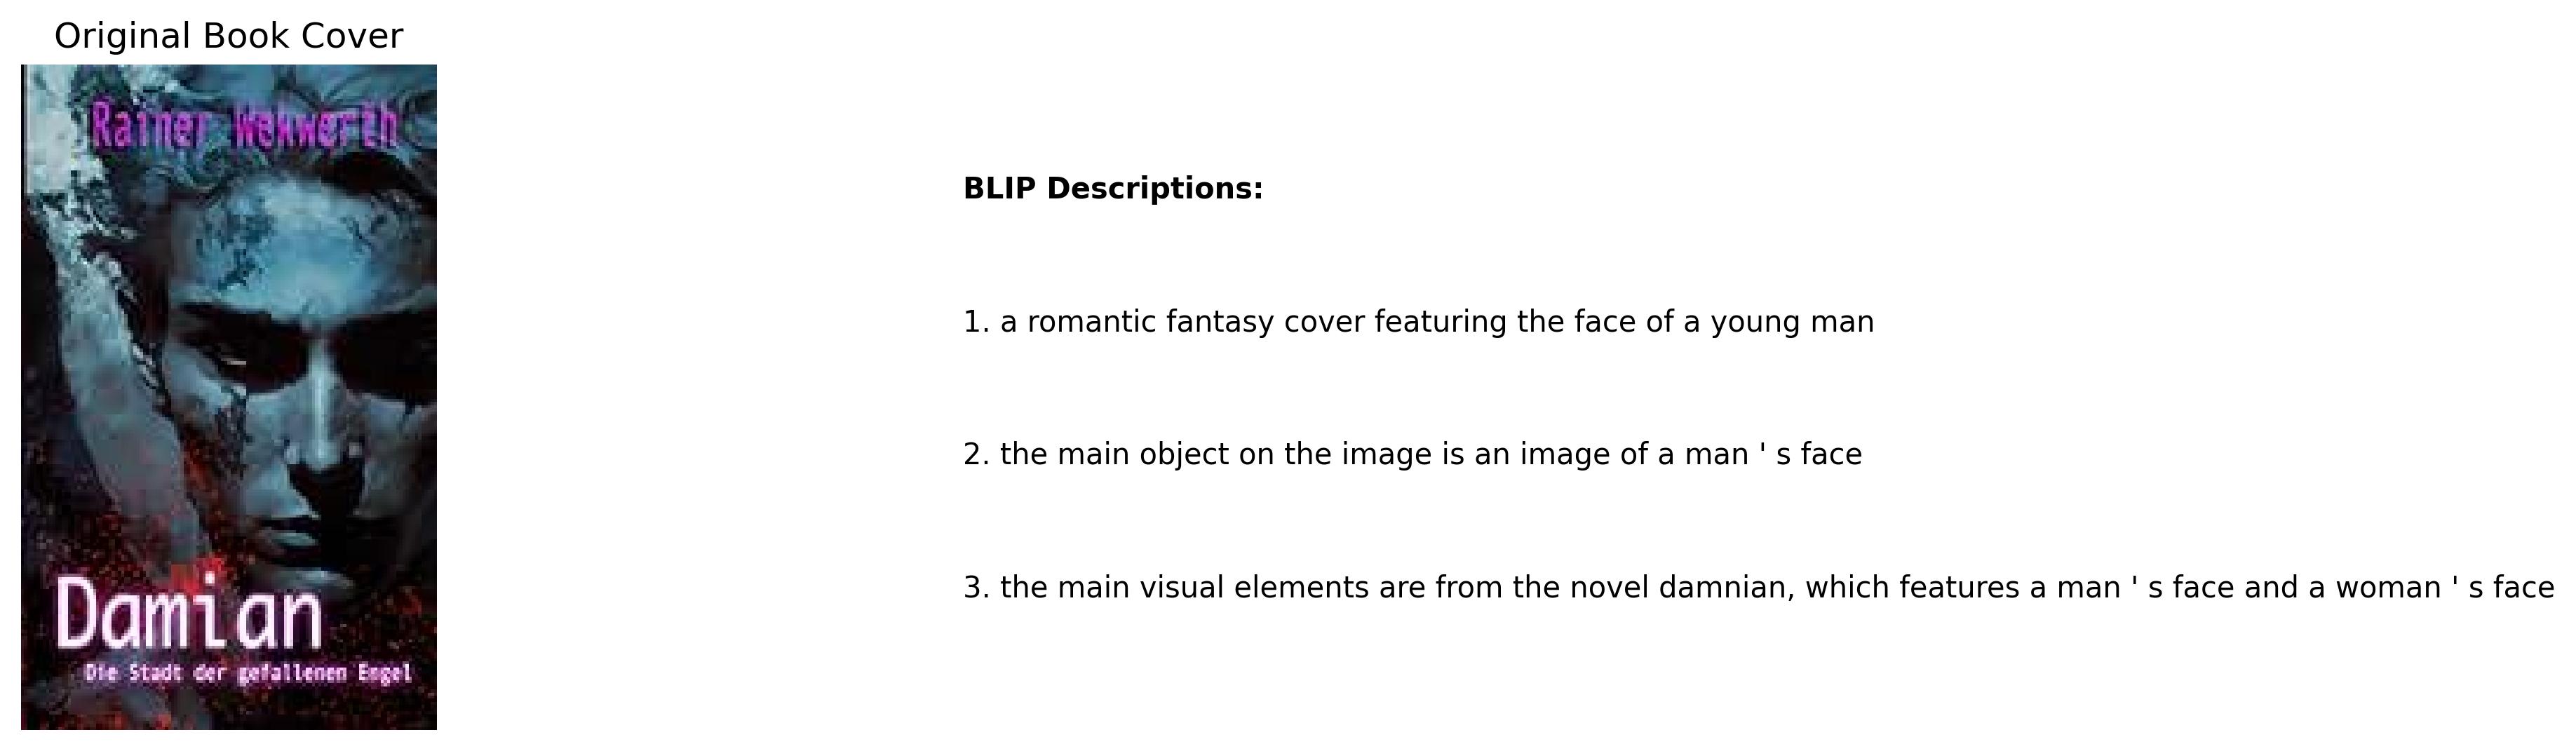 Original Book Cover
Rainer Wekwerth
Damian
Die Stadt der gefallenen Engel
BLIP Descriptions:
1. a romantic fantasy cover featuring the face of a young man
2. the main object on the image is an image of a man ' s face
3. the main visual elements are from the novel damnian, which features a man ' s face and a woman ' s face